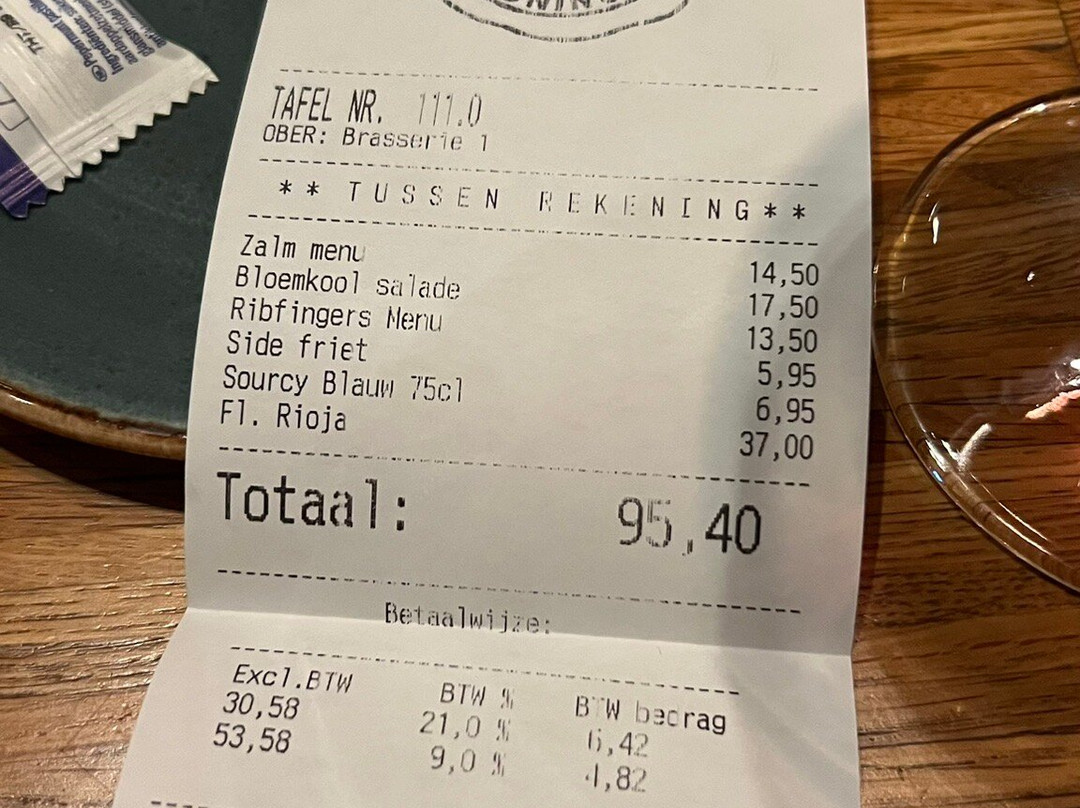 TAFEL NR. 111.0
OBER: Brasserie 1
** TUSSEN REKENING**
Zalm menu 14,50
Bloemkool salade 17,50
Ribfingers Menu 13,50
Side friet 5,95
Sourcy Blauw 75cl 6,95
Fl. Rioja 37,00
Totaal: 95,40
Betaalwijze:
Excl.BTW BTW % BTW bedrag
30,58 21,0 % 6,42
53,58 9,0 % 4,82